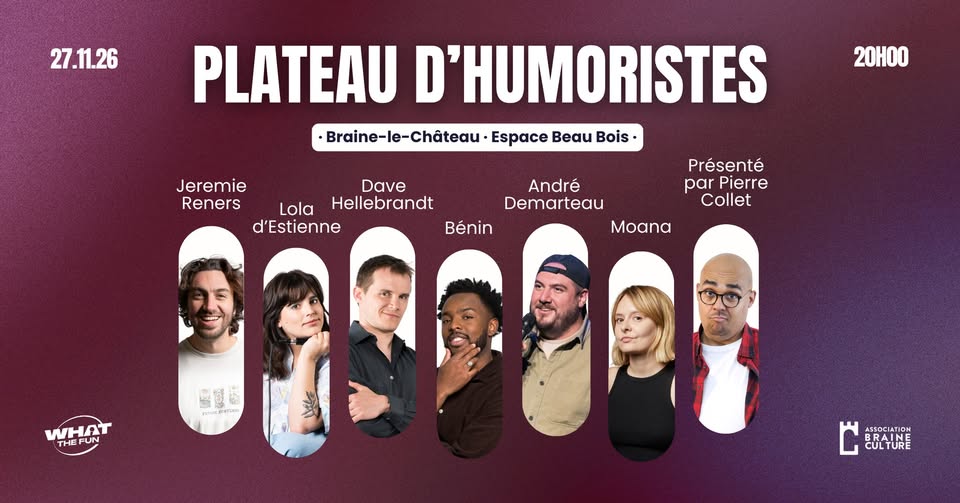 27.11.26
PLATEAU D'HUMORISTES
20H00
· Braine-le-Château · Espace Beau Bois ·
Jeremie
Reners
Lola
d'Estienne
Dave
Hellebrandt
Bénin
André
Demarteau
Moana
Présenté
par Pierre
Collet
WHAT
THE FUN
ASSOCIATION
BRAINE
CULTURE